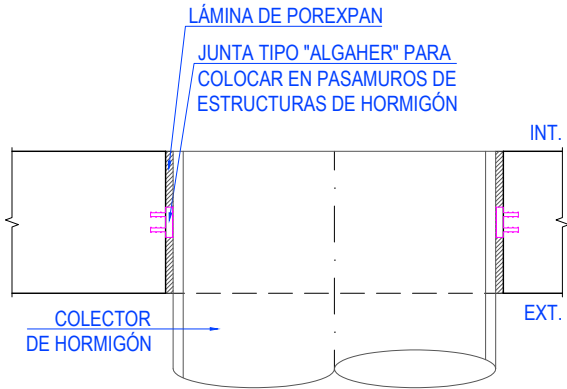 LÁMINA DE POREXPAN
JUNTA TIPO "ALGAHER" PARA
COLOCAR EN PASAMUROS DE
ESTRUCTURAS DE HORMIGÓN
INT.
EXT.
COLECTOR
DE HORMIGÓN